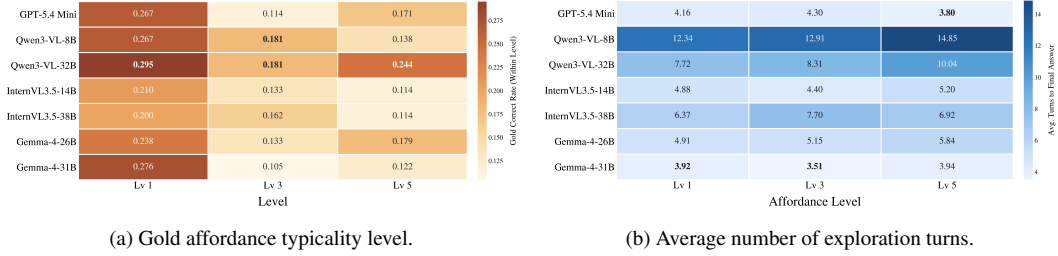 GPT-5.4 Mini 0.267 0.114 0.171
Qwen3-VL-8B 0.267 0.181 0.138
Qwen3-VL-32B 0.295 0.181 0.244
InternVL3.5-14B 0.210 0.133 0.114
InternVL3.5-38B 0.200 0.162 0.114
Gemma-4-26B 0.238 0.133 0.179
Gemma-4-31B 0.276 0.105 0.122
Lv 1 Lv 3 Lv 5
Level
0.275
0.250
0.225
0.200
0.175
0.150
0.125
Gold Correct Rate (Within Level)
(a) Gold affordance typicality level.
GPT-5.4 Mini 4.16 4.30 3.80
Qwen3-VL-8B 12.34 12.91 14.85
Qwen3-VL-32B 7.72 8.31 10.04
InternVL3.5-14B 4.88 4.40 5.20
InternVL3.5-38B 6.37 7.70 6.92
Gemma-4-26B 4.91 5.15 5.84
Gemma-4-31B 3.92 3.51 3.94
Lv 1 Lv 3 Lv 5
Affordance Level
14
12
10
8
6
4
Avg. Turns to Final Answer
(b) Average number of exploration turns.